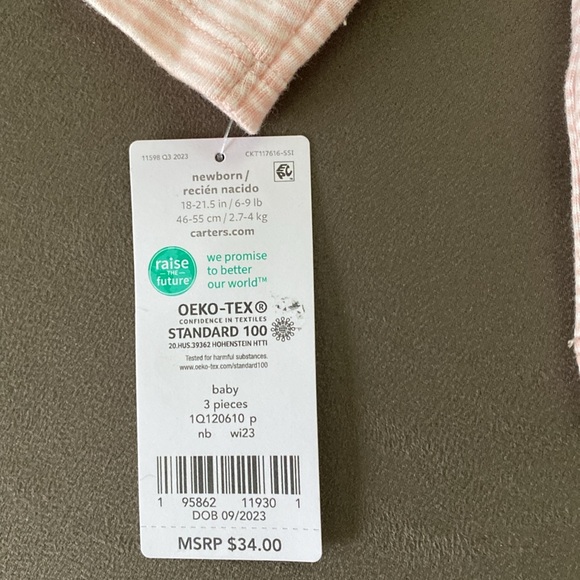 11598 Q3 2023 CKT117616-SSI
newborn/
recién nacido
18-21.5 in / 6-9 lb
46-55 cm / 2.7-4 kg
carters.com
raise
THE
future
we promise
to better
our world™
OEKO-TEX®
CONFIDENCE IN TEXTILES
STANDARD 100
20.HUS.39362 HOHENSTEIN HTTI
Tested for harmful substances.
www.oeko-tex.com/standard100
baby
3 pieces
1Q120610 p
nb wi23
1 95862 11930 1
DOB 09/2023
MSRP $34.00